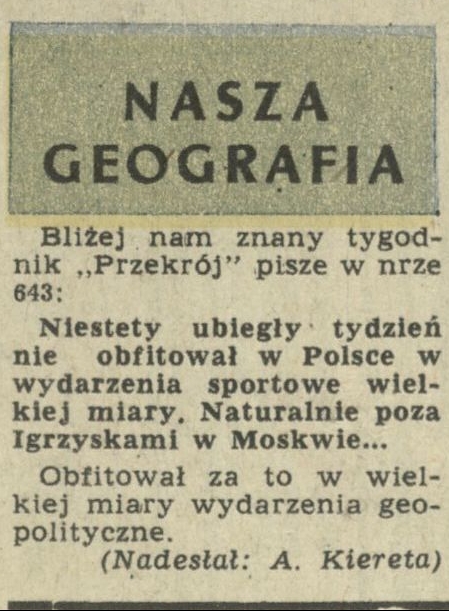 NASZA
GEOGRAFIA
Bliżej nam znany tygod-
nik „Przekrój” pisze w nrze
643:
Niestety ubiegły tydzień
nie obfitował w Polsce w
wydarzenia sportowe wiel-
kiej miary. Naturalnie poza
Igrzyskami w Moskwie...
Obfitował za to w wiel-
kiej miary wydarzenia geo-
polityczne.
(Nadesłał: A. Kiereta)